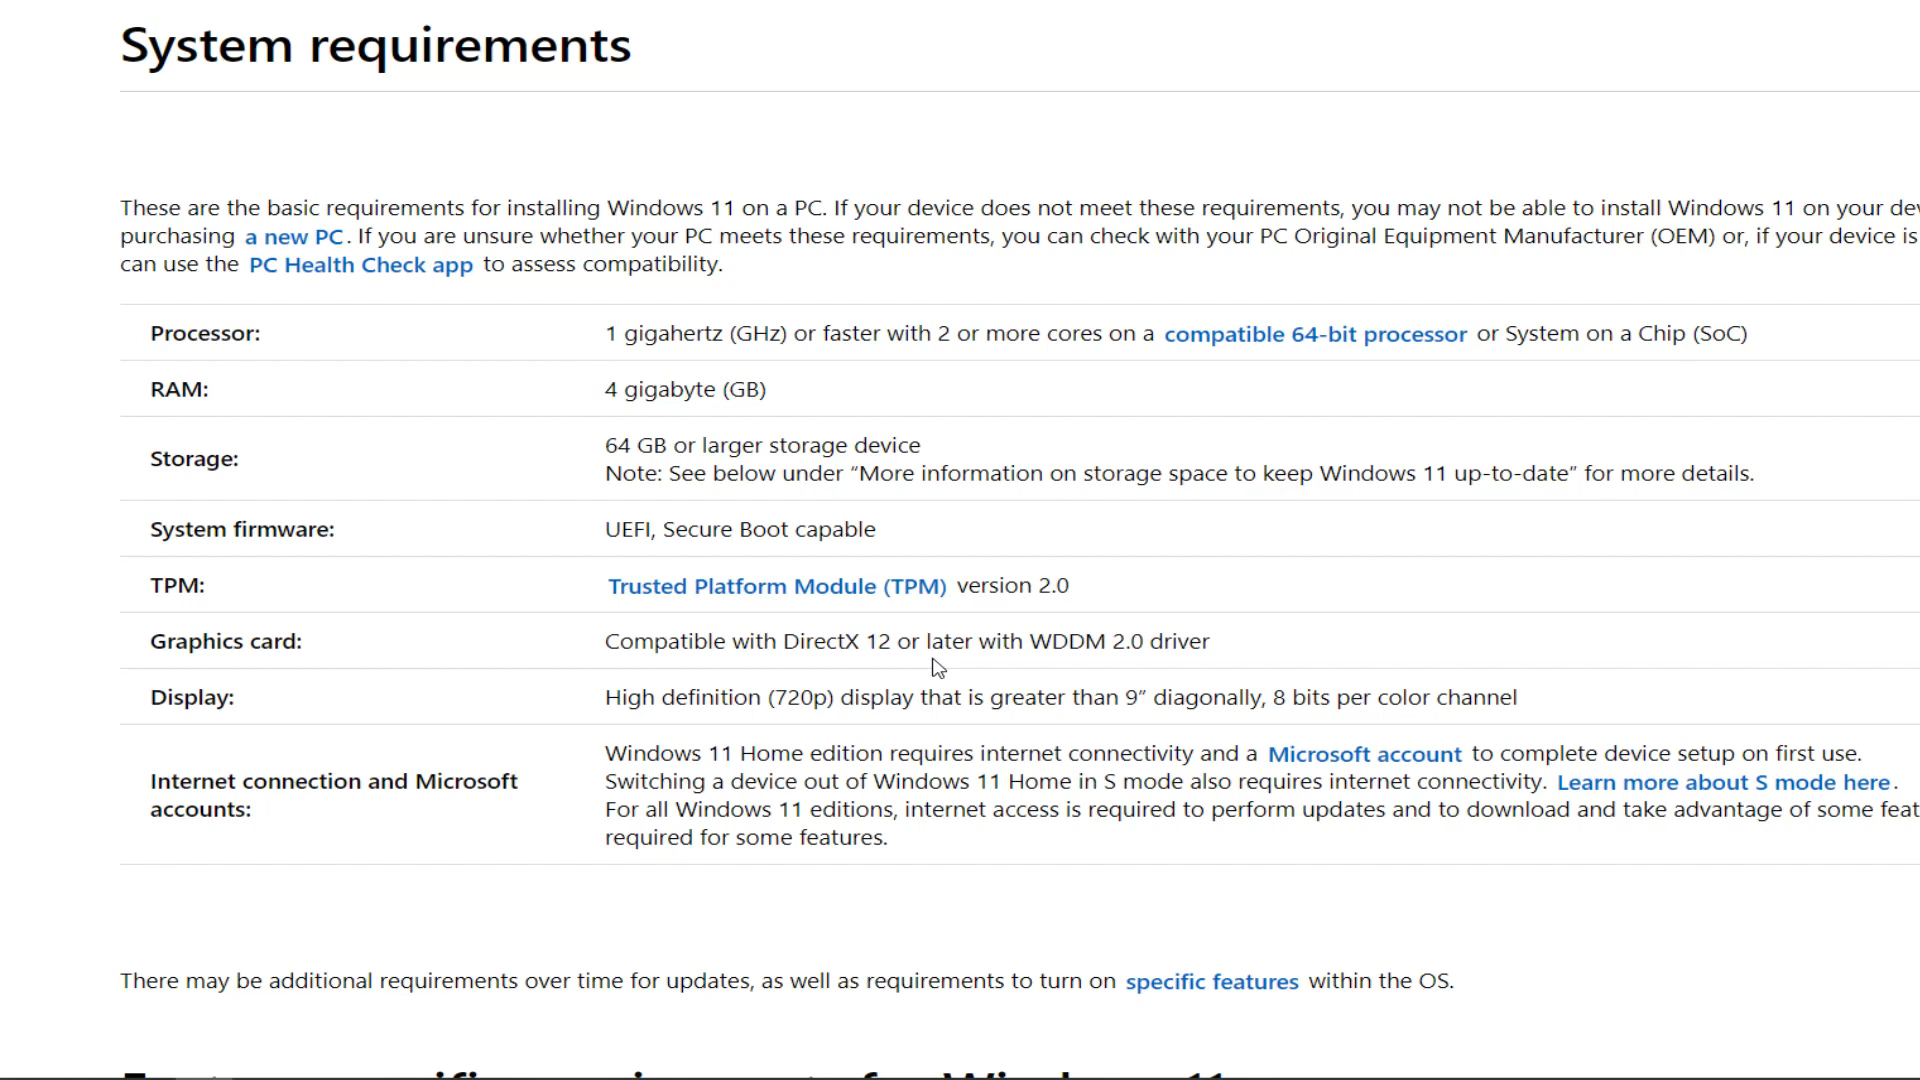 System requirements
These are the basic requirements for installing Windows 11 on a PC. If your device does not meet these requirements, you may not be able to install Windows 11 on your
purchasing a new PC. If you are unsure whether your PC meets these requirements, you can check with your PC Original Equipment Manufacturer (OEM) or, if your device is
can use the PC Health Check app to assess compatibility.
Processor: 1 gigahertz (GHz) or faster with 2 or more cores on a compatible 64-bit processor or System on a Chip (SoC)
RAM: 4 gigabyte (GB)
Storage: 64 GB or larger storage device
Note: See below under “More information on storage space to keep Windows 11 up-to-date” for more details.
System firmware: UEFI, Secure Boot capable
TPM: Trusted Platform Module (TPM) version 2.0
Graphics card: Compatible with DirectX 12 or later with WDDM 2.0 driver
Display: High definition (720p) display that is greater than 9” diagonally, 8 bits per color channel
Internet connection and Microsoft
accounts:
Windows 11 Home edition requires internet connectivity and a Microsoft account to complete device setup on first use.
Switching a device out of Windows 11 Home in S mode also requires internet connectivity. Learn more about S mode here.
For all Windows 11 editions, internet access is required to perform updates and to download and take advantage of some
required for some features.
There may be additional requirements over time for updates, as well as requirements to turn on specific features within the OS.